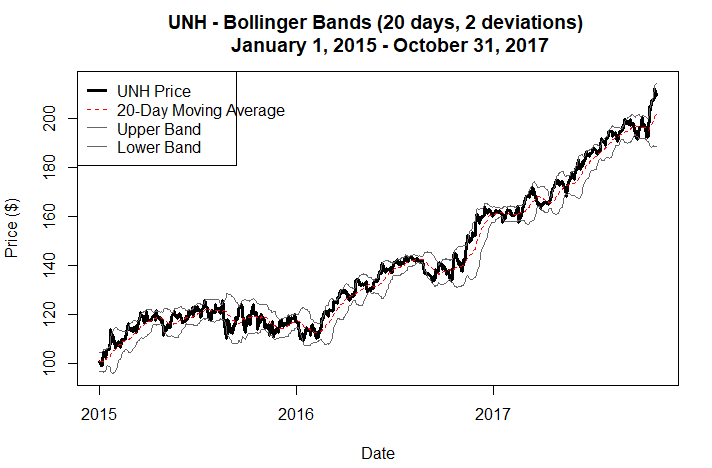 UNH - Bollinger Bands (20 days, 2 deviations)
January 1, 2015 - October 31, 2017
UNH Price
20-Day Moving Average
Upper Band
Lower Band
Price ($)
200
180
160
140
120
100
2015
2016
2017
Date